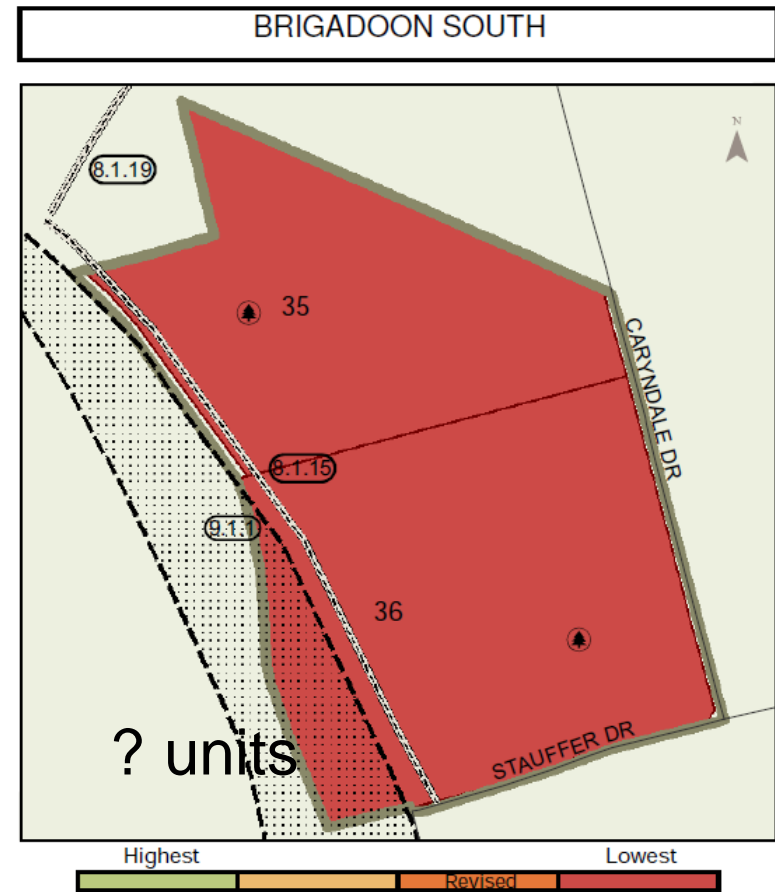 BRIGADOON SOUTH
N
8.1.19
35
CARYNDALE DR
8.1.15
9.1.1
36
? units
STAUFFER DR
Highest
Lowest
Revised